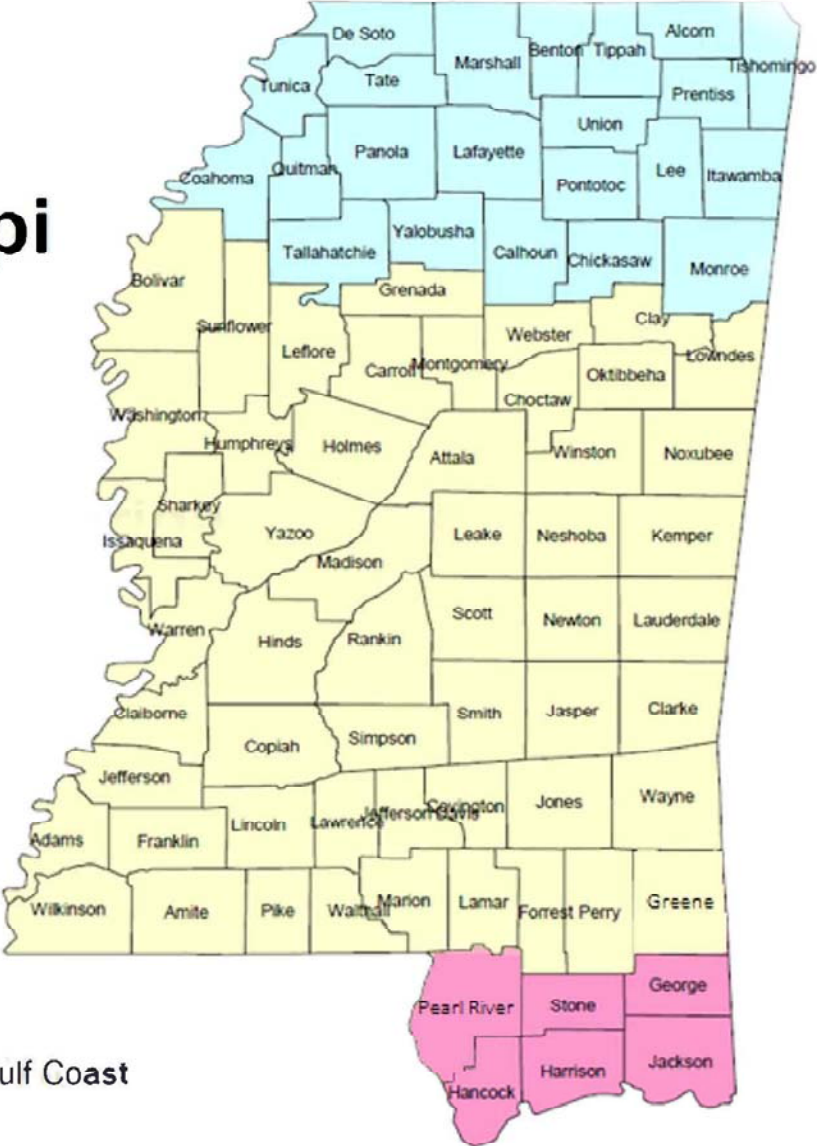 De Soto
Alcorn
Benton
Tippah
Marshall
Tishomingo
Tate
Tunica
Prentiss
Union
Panola
Lafayette
Quitman
Lee
Coahoma
Itawamba
Pontotoc
pi
Yalobusha
Tallahatchie
Calhoun
Chickasaw
Monroe
Bolivar
Grenada
Clay
Sunflower
Webster
Leflore
Lowndes
Carroll
Montgomery
Oktibbeha
Choctaw
Washington
Humphreys
Holmes
Attala
Winston
Noxubee
Sharkey
Yazoo
Leake
Neshoba
Kemper
Issaquena
Madison
Scott
Newton
Lauderdale
Warren
Hinds
Rankin
Claiborne
Smith
Jasper
Clarke
Copiah
Simpson
Jefferson
Wayne
Jones
Covington
Jefferson Davis
Lawrence
Lincoln
Adams
Franklin
Marion
Lamar
Greene
Wilkinson
Amite
Pike
Walthall
Forrest
Perry
George
Pearl River
Stone
Jackson
Harrison
ulf Coast
Hancock